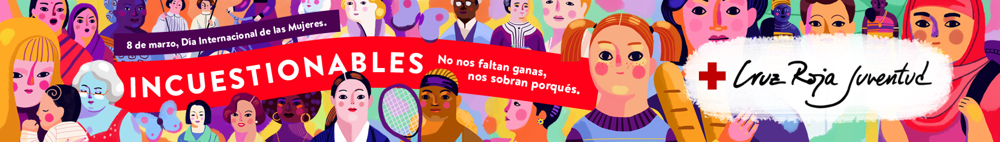 8 de marzo, Día Internacional de las Mujeres.
INCUESTIONABLES
No nos faltan ganas,
nos sobran porqués.
Cruz Roja Juventud